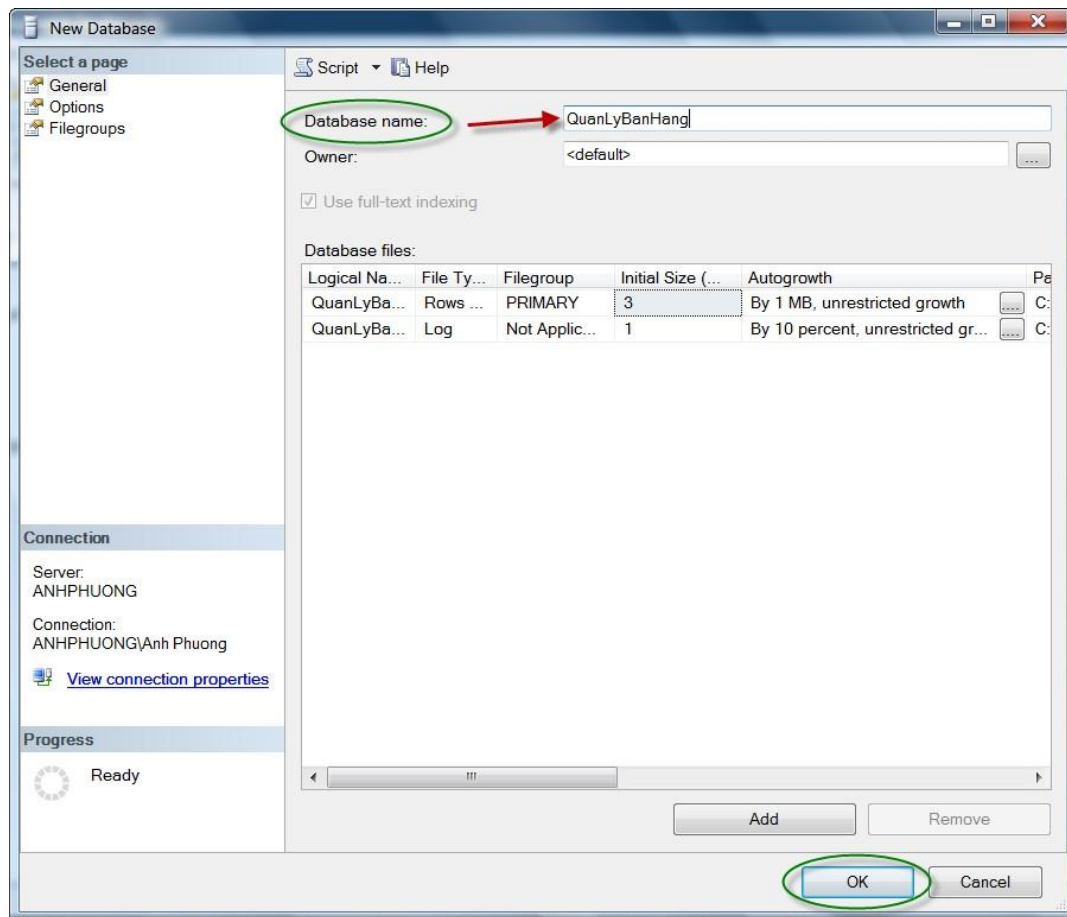 New Database
Select a page
General
Options
Filegroups
Script Help
Database name: QuanLyBanHang
Owner: <default> ...
Use full-text indexing
Database files:
Logical Na... File Ty... Filegroup Initial Size (... Autogrowth Pa
QuanLyBa... Rows ... PRIMARY 3 By 1 MB, unrestricted growth .... C:
QuanLyBa... Log Not Applic... 1 By 10 percent, unrestricted gr... .... C:
Connection
Server:
ANHPHUONG
Connection:
ANHPHUONG\Anh Phuong
View connection properties
Progress
Ready
Add Remove
OK Cancel